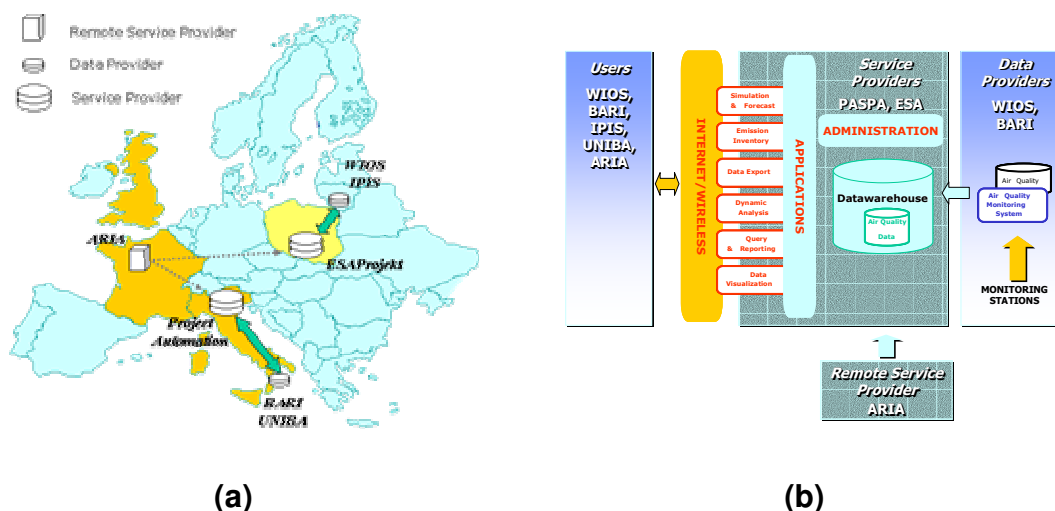 Remote Service Provider
Data Provider
Service Provider
WIOS
IPIS
ARIA
ESAProjekt
Project
Automation
BARI
UNIBA
(a)
Users
WIOS,
BARI,
IPIS,
UNIBA,
ARIA
INTERNET/WIRELESS
Simulation
& Forecast
Emission
Inventory
Data Export
Dynamic
Analysis
Query
& Reporting
Data
Visualization
APPLICATIONS
Service
Providers
PASPA, ESA
ADMINISTRATION
Datawarehouse
Air Quality
Data
Data
Providers
WIOS,
BARI
Air Quality
Air Quality
Monitoring
System
MONITORING
STATIONS
Remote Service
Provider
ARIA
(b)